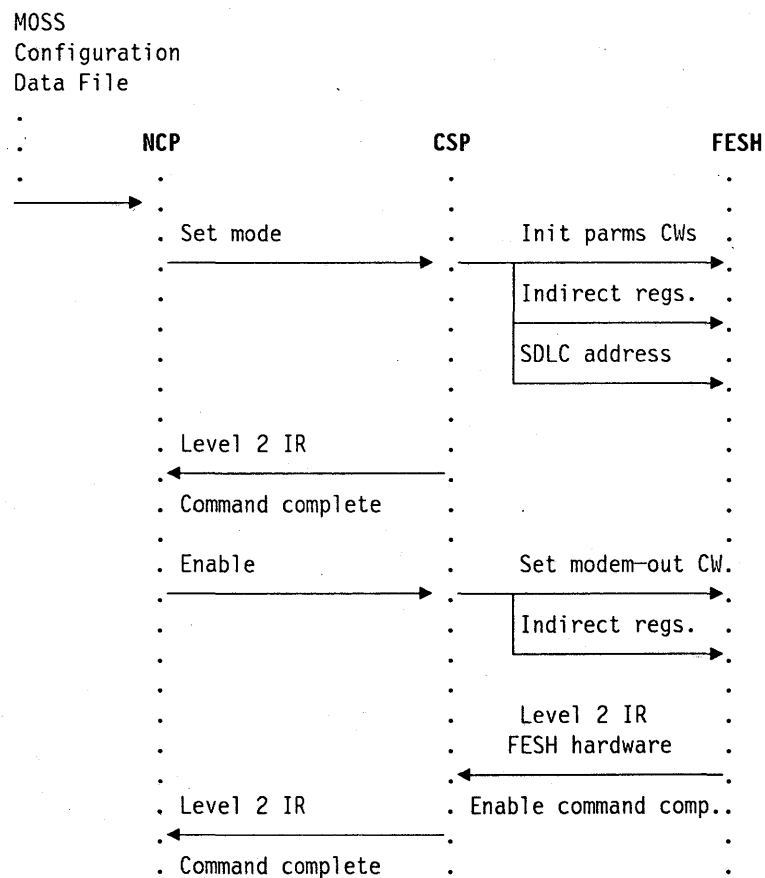 MOSS
Configuration
Data File
NCP CSP FESH
Set mode Init parms CWs
Indirect regs.
SDLC address
Level 2 IR
Command complete
Enable Set modem-out CW.
Indirect regs.
Level 2 IR
FESH hardware
Level 2 IR Enable command comp..
Command complete